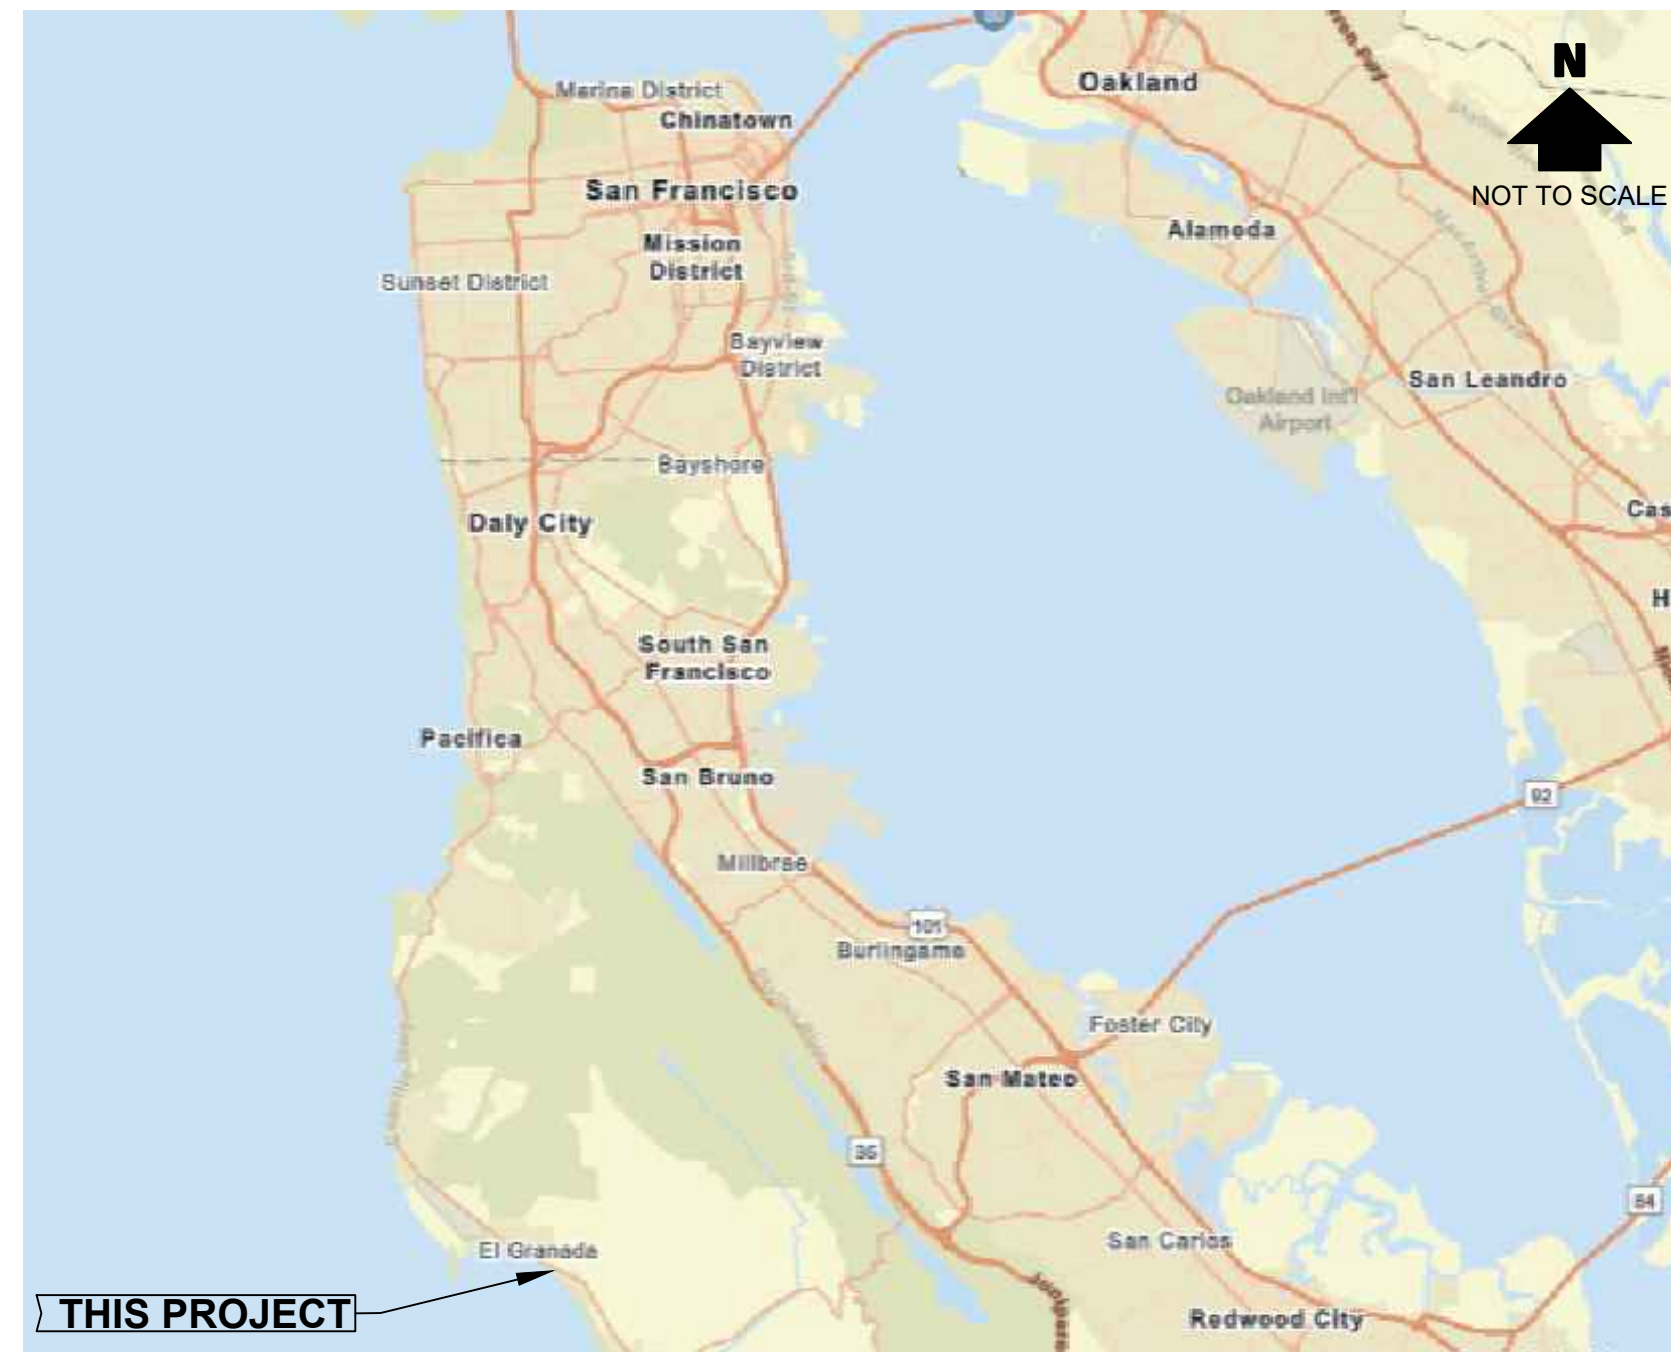 Marina District
Chinatown
Oakland
N
NOT TO SCALE
San Francisco
Mission
District
Alameda
Sunset District
Bayview
District
San Leandro
Oakland Int'l
Airport
Bayshore
Daly City
Cas
H
South San
Francisco
Pacifica
San Bruno
92
Millbrae
101
Burlingame
Foster City
San Mateo
35
84
San Carlos
El Granada
THIS PROJECT
Redwood City